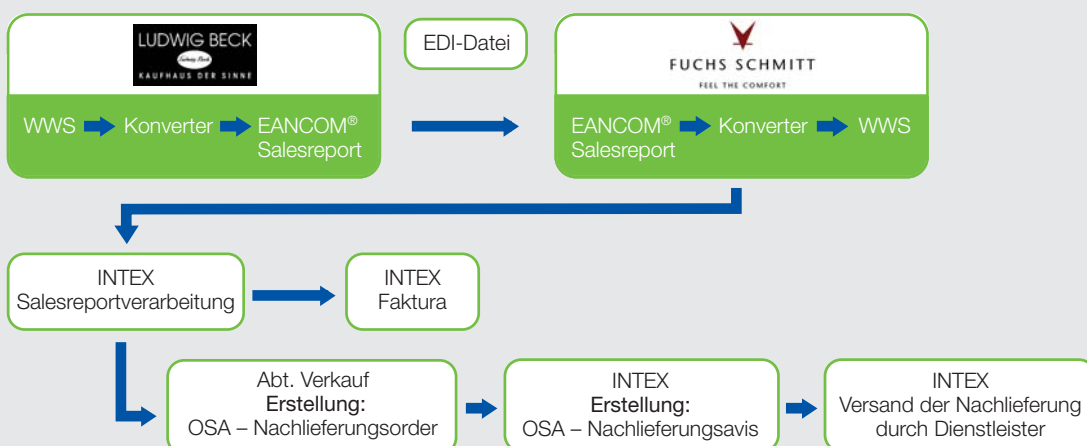 LUDWIG BECK
Ludwig Beck
KAUFHAUS DER SINNE
EDI-Datei
FUCHS SCHMITT
FEEL THE COMFORT
WWS Konverter EANCOM®
Salesreport
EANCOM® Konverter WWS
Salesreport
INTEX
Salesreportverarbeitung
INTEX
Faktura
Abt. Verkauf
Erstellung:
OSA – Nachlieferungsorder
INTEX
Erstellung:
OSA – Nachlieferungsavis
INTEX
Versand der Nachlieferung
durch Dienstleister